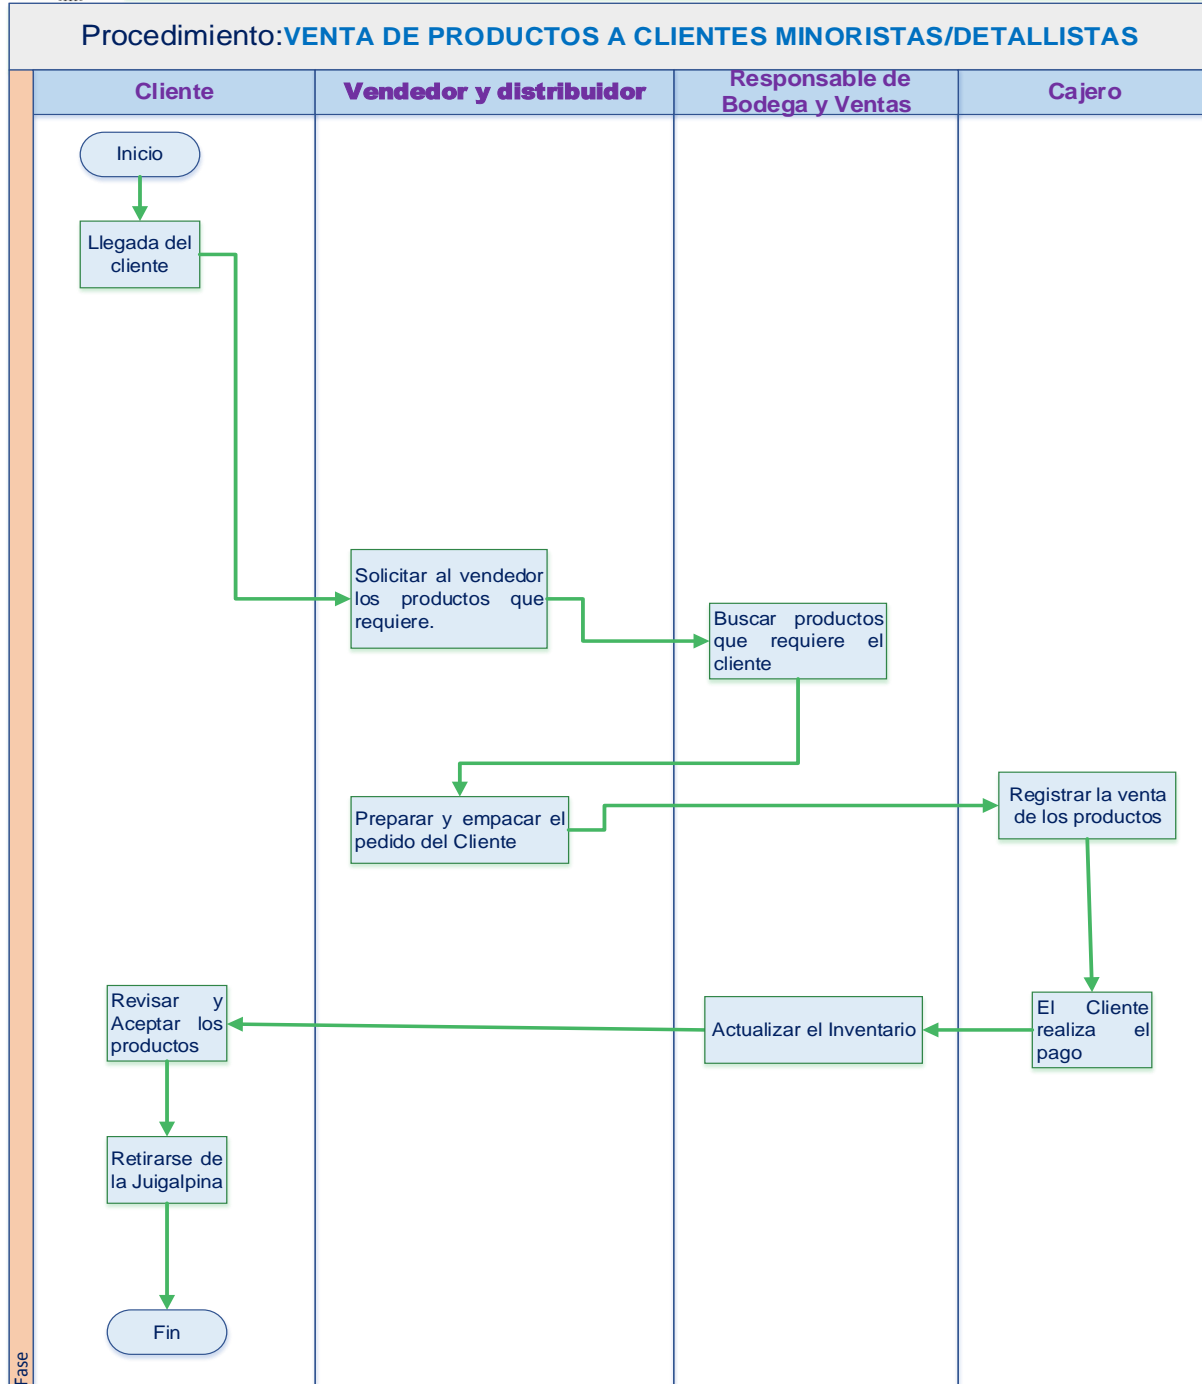 Procedimiento:VENTA DE PRODUCTOS A CLIENTES MINORISTAS/DETALLISTAS
Cliente
Vendedor y distribuidor
Responsable de
Bodega y Ventas
Cajero
Inicio
Llegada del
cliente
Solicitar al vendedor
los productos que
requiere.
Buscar productos
que requiere el
cliente
Preparar y empacar el
pedido del Cliente
Registrar la venta
de los productos
El Cliente
realiza el
pago
Actualizar el Inventario
Revisar y
Aceptar los
productos
Retirarse de
la Juigalpina
Fin
Fase